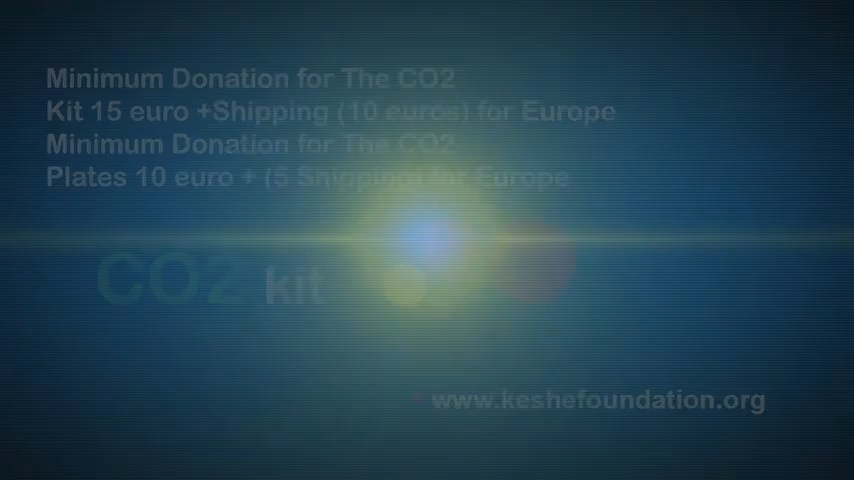 Minimum Donation for The CO2
Kit 15 euro +Shipping (10 euros) for Europe
Minimum Donation for The CO2
Plates 10 euro + (5 Shipping) for Europe
CO2 kit
www.keshefoundation.org